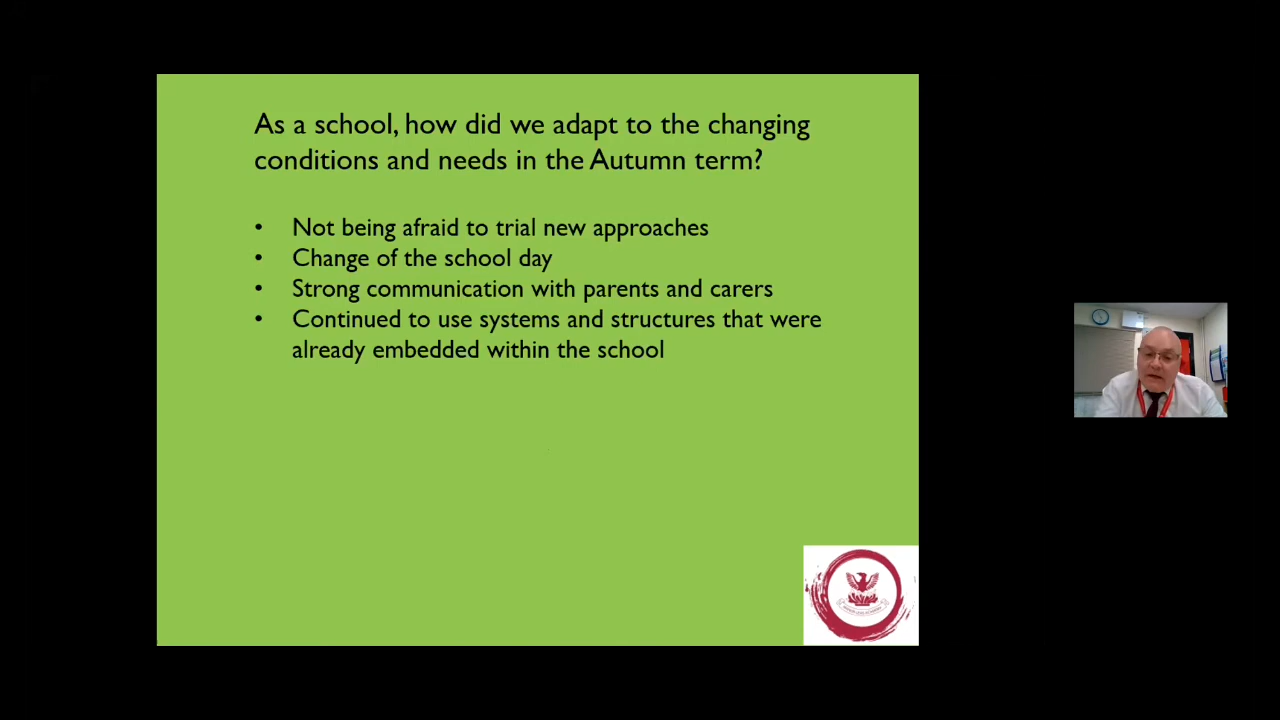 As a school, how did we adapt to the changing
conditions and needs in the Autumn term?
• Not being afraid to trial new approaches
• Change of the school day
• Strong communication with parents and carers
• Continued to use systems and structures that were
already embedded within the school